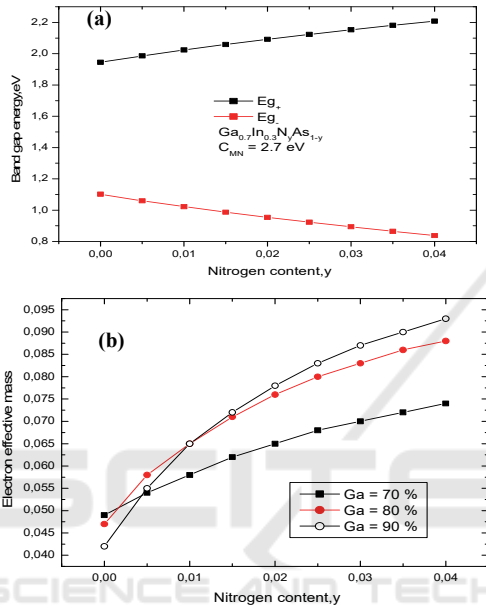 (a)
2,2
2,0
1,8
1,6
1,4
1,2
1,0
0,8
Band gap energy,eV
Eg+
Eg-
Ga0.7In0.3NyAs1-y
CMN = 2.7 eV
0,00 0,01 0,02 0,03 0,04
Nitrogen content,y
(b)
0,095
0,090
0,085
0,080
0,075
0,070
0,065
0,060
0,055
0,050
0,045
0,040
Electron effective mass
Ga = 70 %
Ga = 80 %
Ga = 90 %
0,00 0,01 0,02 0,03 0,04
Nitrogen content,y
SCITE
SCIENCE AND TECH